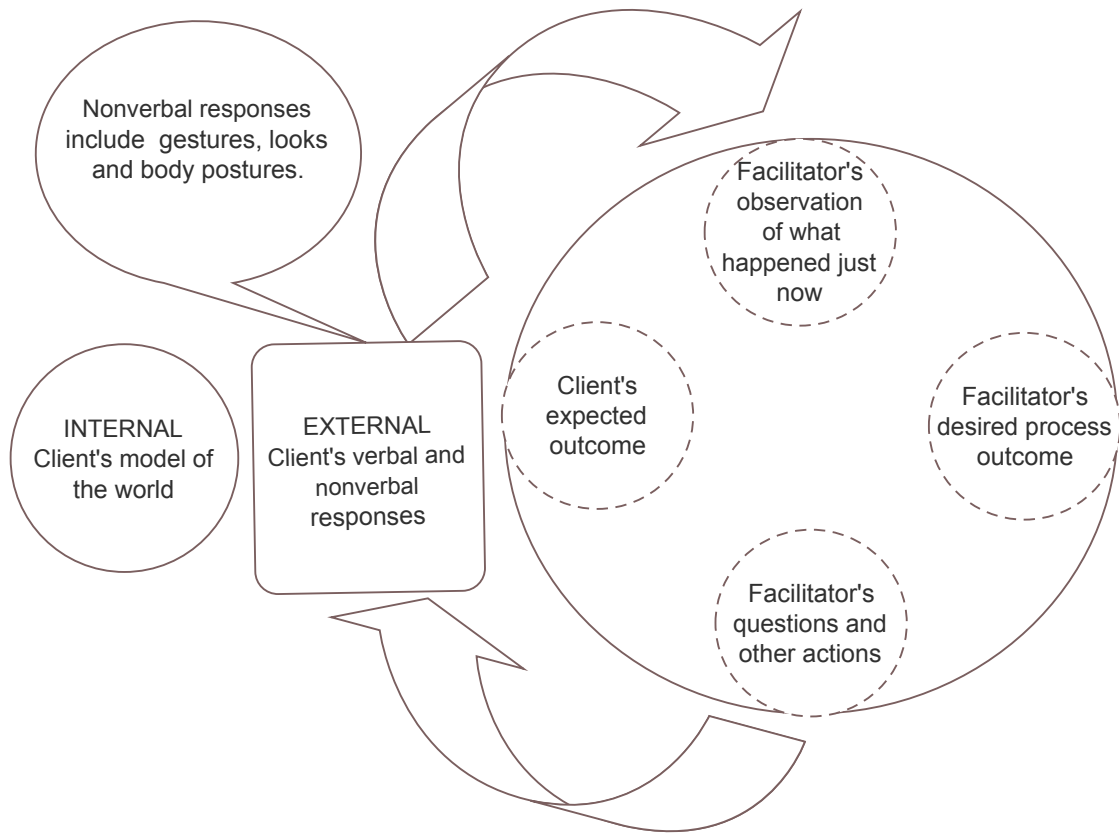 Nonverbal responses
include gestures, looks
and body postures.
INTERNAL
Client's model of
the world
EXTERNAL
Client's verbal and
nonverbal
responses
Facilitator's
observation
of what
happened just
now
Client's
expected
outcome
Facilitator's
desired process
outcome
Facilitator's
questions and
other actions